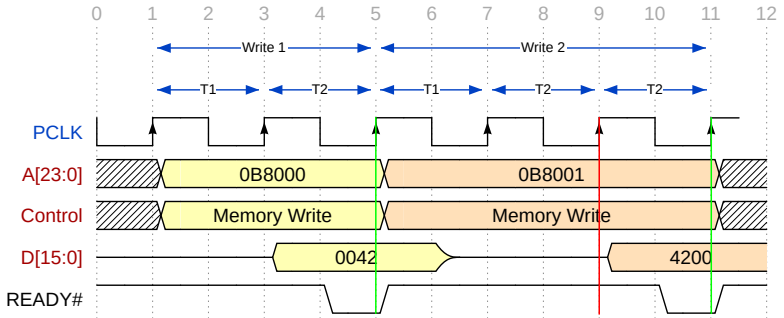 0 1 2 3 4 5 6 7 8 9 10 11 12
Write 1 Write 2
T1 T2 T1 T2 T2
PCLK
A[23:0] 0B8000 0B8001
Control Memory Write Memory Write
D[15:0] 0042 4200
READY#